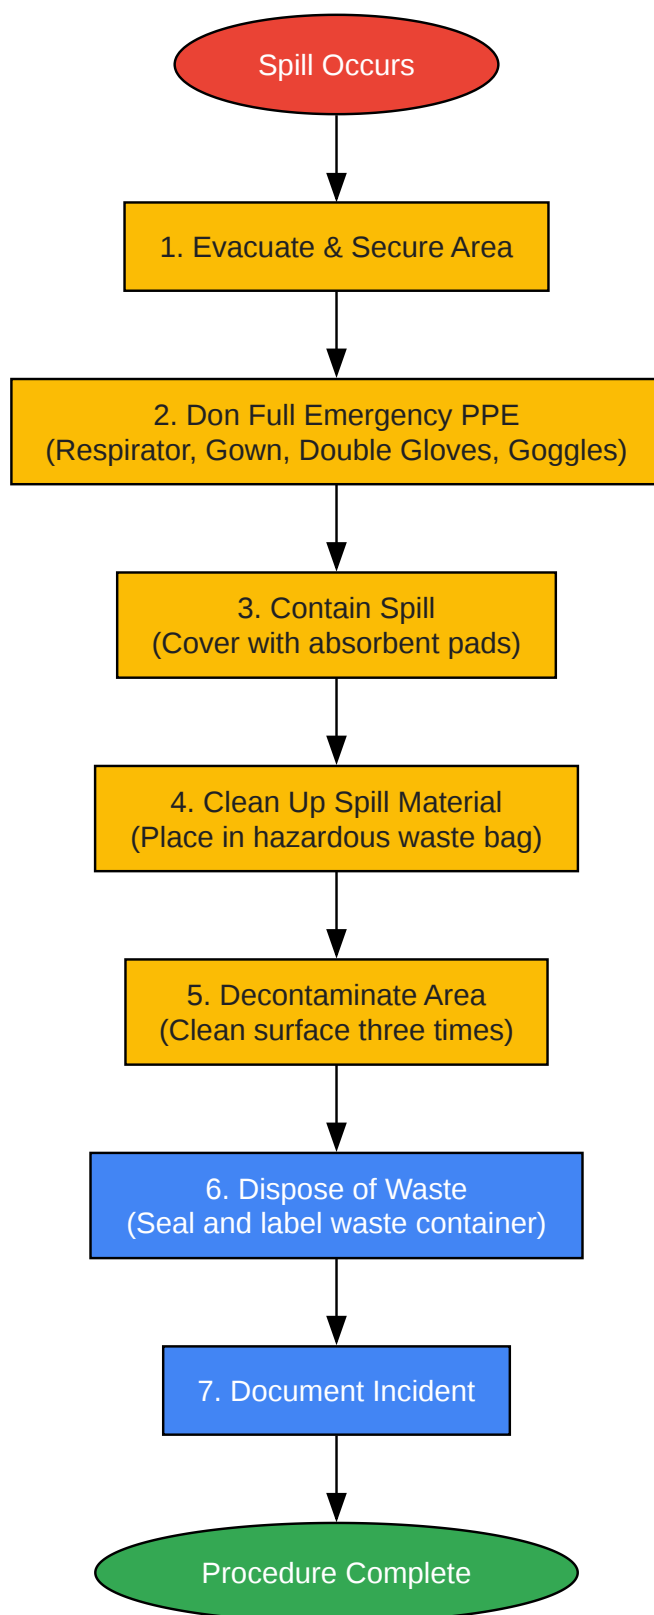 Spill Occurs
1. Evacuate & Secure Area
2. Don Full Emergency PPE
(Respirator, Gown, Double Gloves, Goggles)
3. Contain Spill
(Cover with absorbent pads)
4. Clean Up Spill Material
(Place in hazardous waste bag)
5. Decontaminate Area
(Clean surface three times)
6. Dispose of Waste
(Seal and label waste container)
7. Document Incident
Procedure Complete